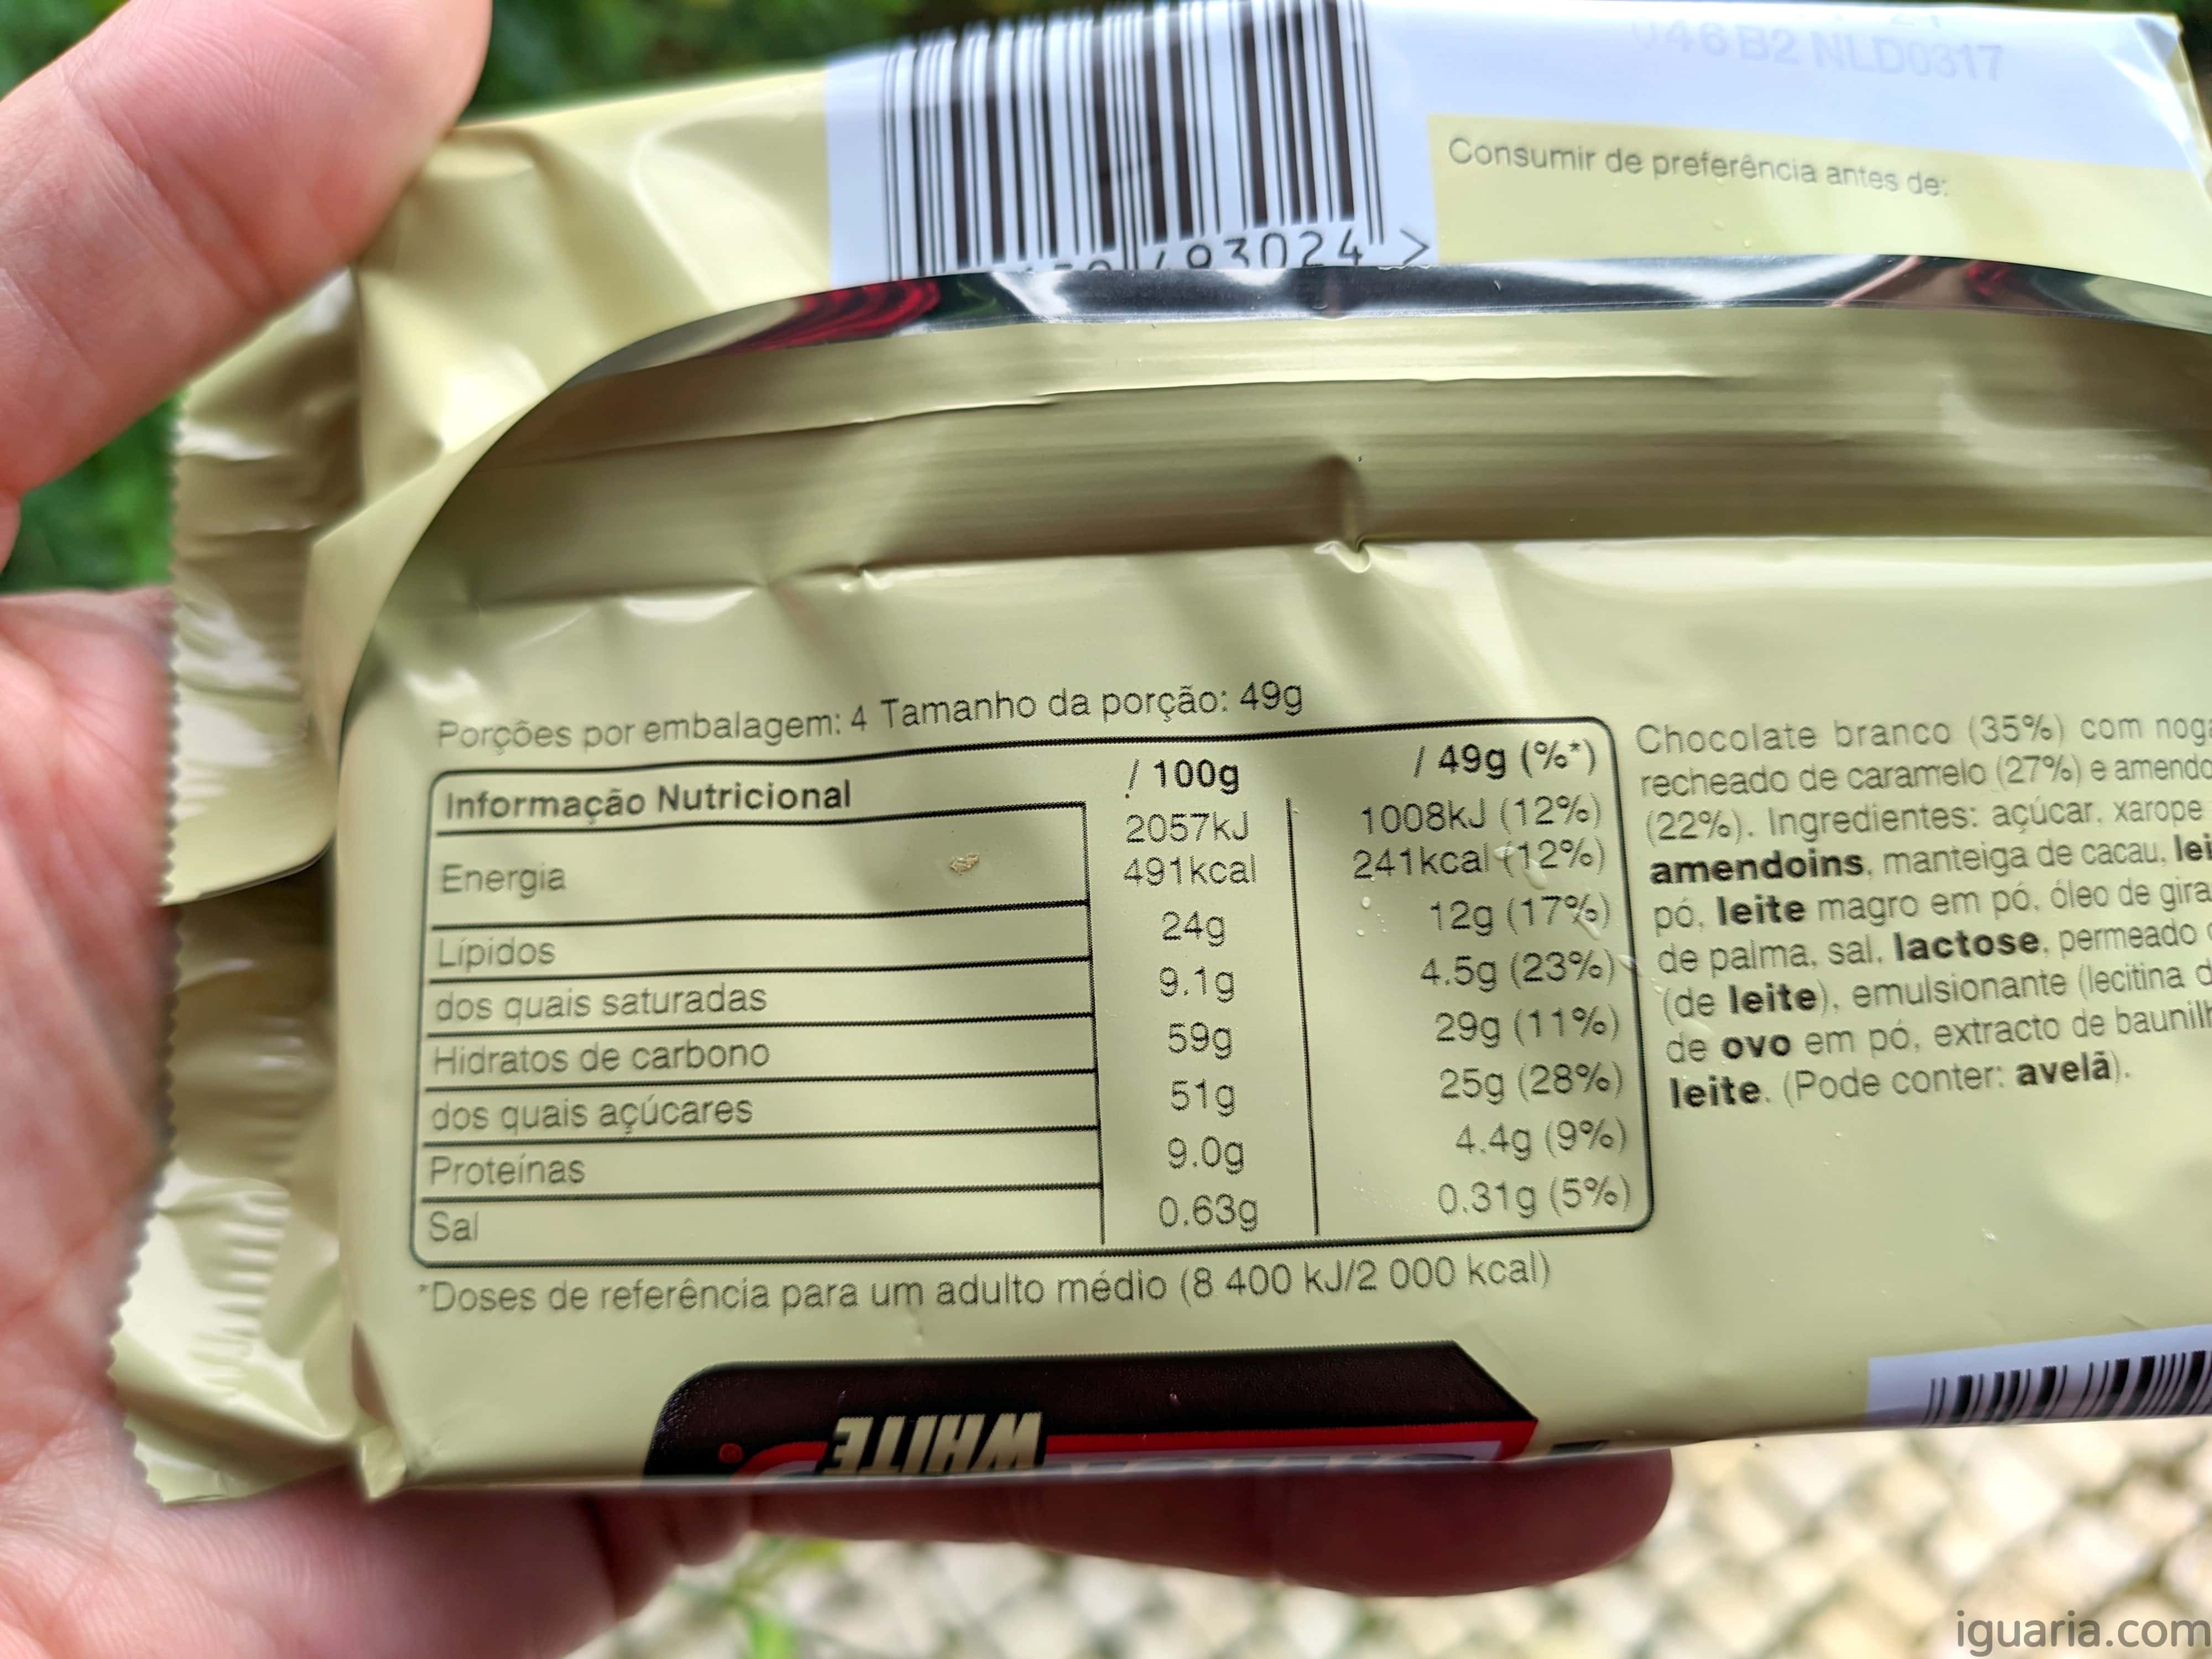 046B2 NLD0317
Consumir de preferência antes de:
93024 >
Porções por embalagem: 4 Tamanho da porção: 49g
Informação Nutricional / 100g / 49g (%*)
Energia 2057kJ 1008kJ (12%)
491kcal 241kcal (12%)
Lípidos 24g 12g (17%)
dos quais saturadas 9.1g 4.5g (23%)
Hidratos de carbono 59g 29g (11%)
dos quais açúcares 51g 25g (28%)
Proteínas 9.0g 4.4g (9%)
Sal 0.63g 0.31g (5%)
*Doses de referência para um adulto médio (8 400 kJ/2 000 kcal)
Chocolate branco (35%) com noga
recheado de caramelo (27%) e amendo
(22%). Ingredientes: açúcar, xarope
amendoins, manteiga de cacau, lei
pó, leite magro em pó, óleo de gira
de palma, sal, lactose, permeado
(de leite), emulsionante (lecitina d
de ovo em pó, extracto de baunilh
leite. (Pode conter: avelã).
WHITE
iguaria.com